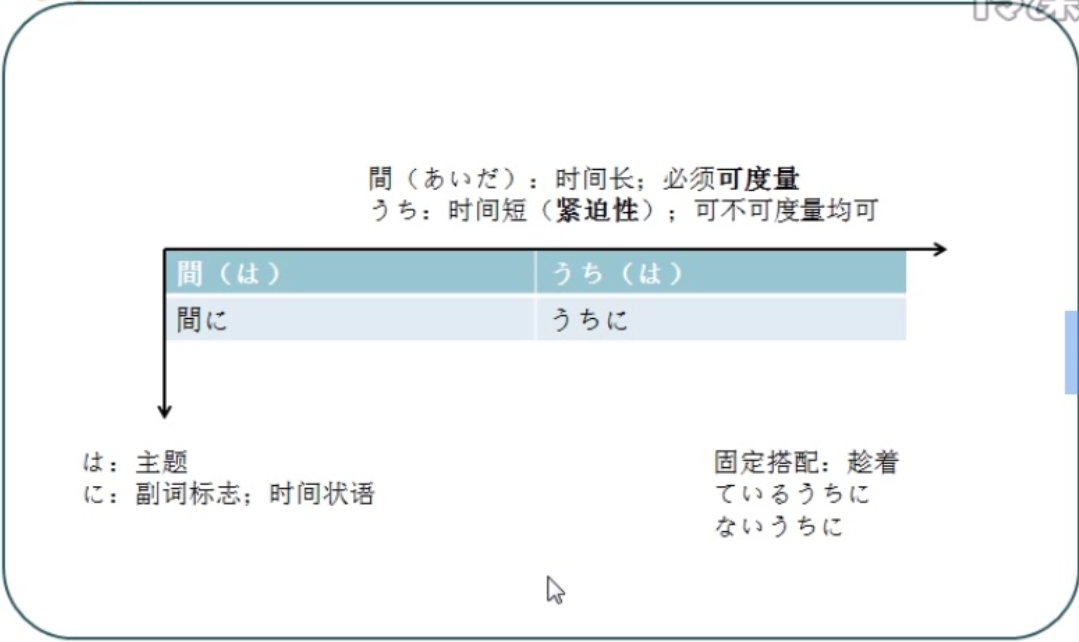 間（あいだ）：时间长；必须可度量
うち：时间短（紧迫性）；可不可度量均可
間（は） うち（は）
間に うちに
は：主题
に：副词标志；时间状语
固定搭配：趁着
ているうちに
ないうちに